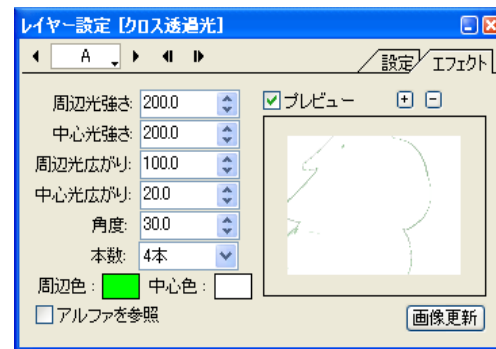 レイヤー設定 [クロス透過光]
A
設定 エフェクト
周辺光強さ: 200.0
中心光強さ: 200.0
周辺光広がり: 100.0
中心光広がり: 20.0
角度: 30.0
本数: 4本
周辺色: 中心色:
アルファを参照
プレビュー
画像更新